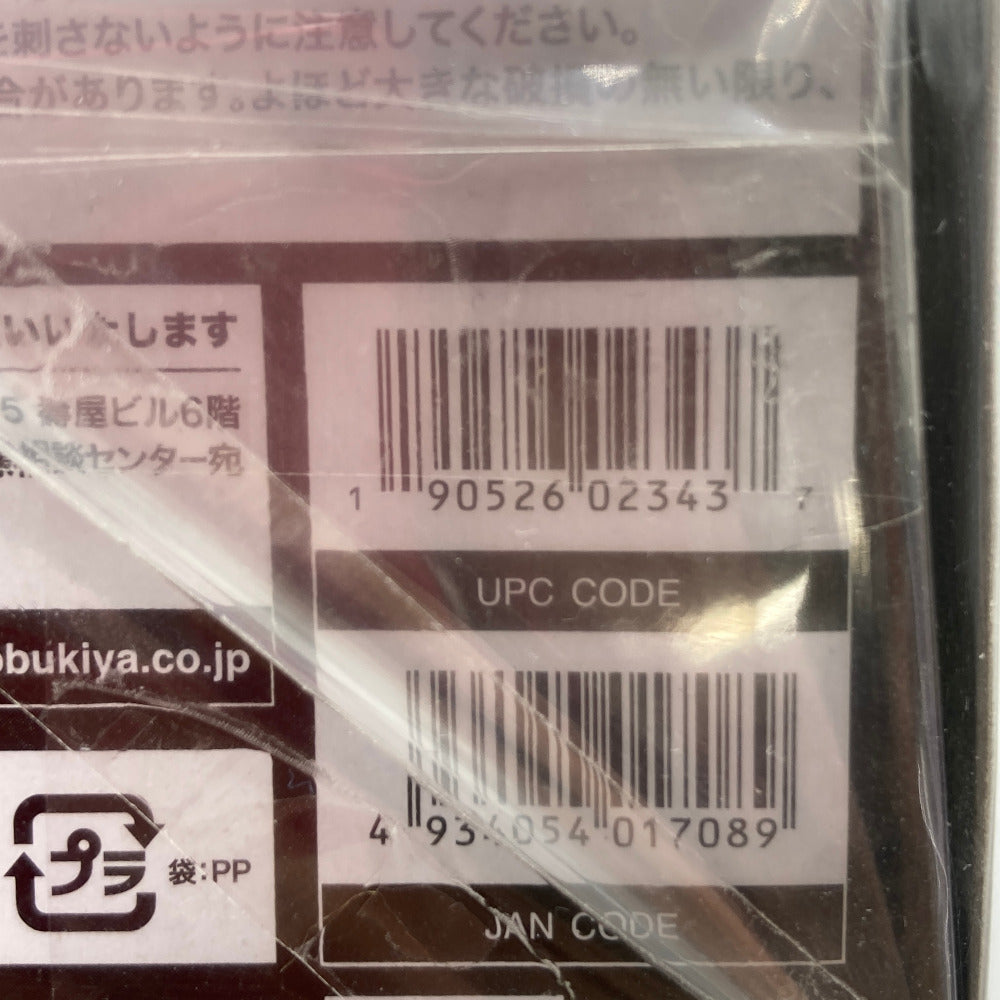 を刺さないように注意してください。
合があります。よほど大きな破損の無い限り、
いいたします
5 壽屋ビル6階
相談センター宛
obukiya.co.jp
プラ
袋:PP
1 90526 02343 7
UPC CODE
4 934054 017089
JAN CODE